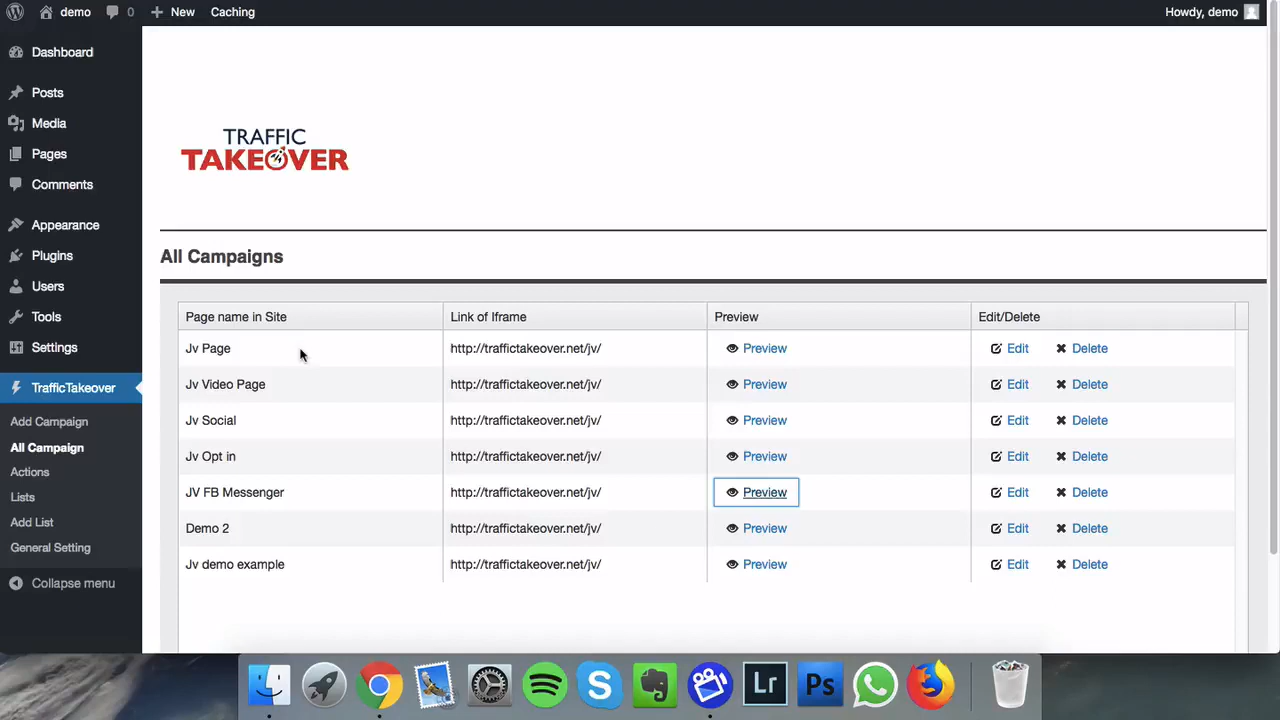 demo 0 New Caching Howdy, demo
Dashboard
Posts
Media
Pages
Comments
Appearance
Plugins
Users
Tools
Settings
TrafficTakeover
Add Campaign
All Campaign
Actions
Lists
Add List
General Setting
Collapse menu
TRAFFIC
TAKEOVER
All Campaigns
Page name in Site Link of Iframe Preview Edit/Delete
Jv Page http://traffictakeover.net/jv/ Preview Edit Delete
Jv Video Page http://traffictakeover.net/jv/ Preview Edit Delete
Jv Social http://traffictakeover.net/jv/ Preview Edit Delete
Jv Opt in http://traffictakeover.net/jv/ Preview Edit Delete
JV FB Messenger http://traffictakeover.net/jv/ Preview Edit Delete
Demo 2 http://traffictakeover.net/jv/ Preview Edit Delete
Jv demo example http://traffictakeover.net/jv/ Preview Edit Delete
Lr Ps